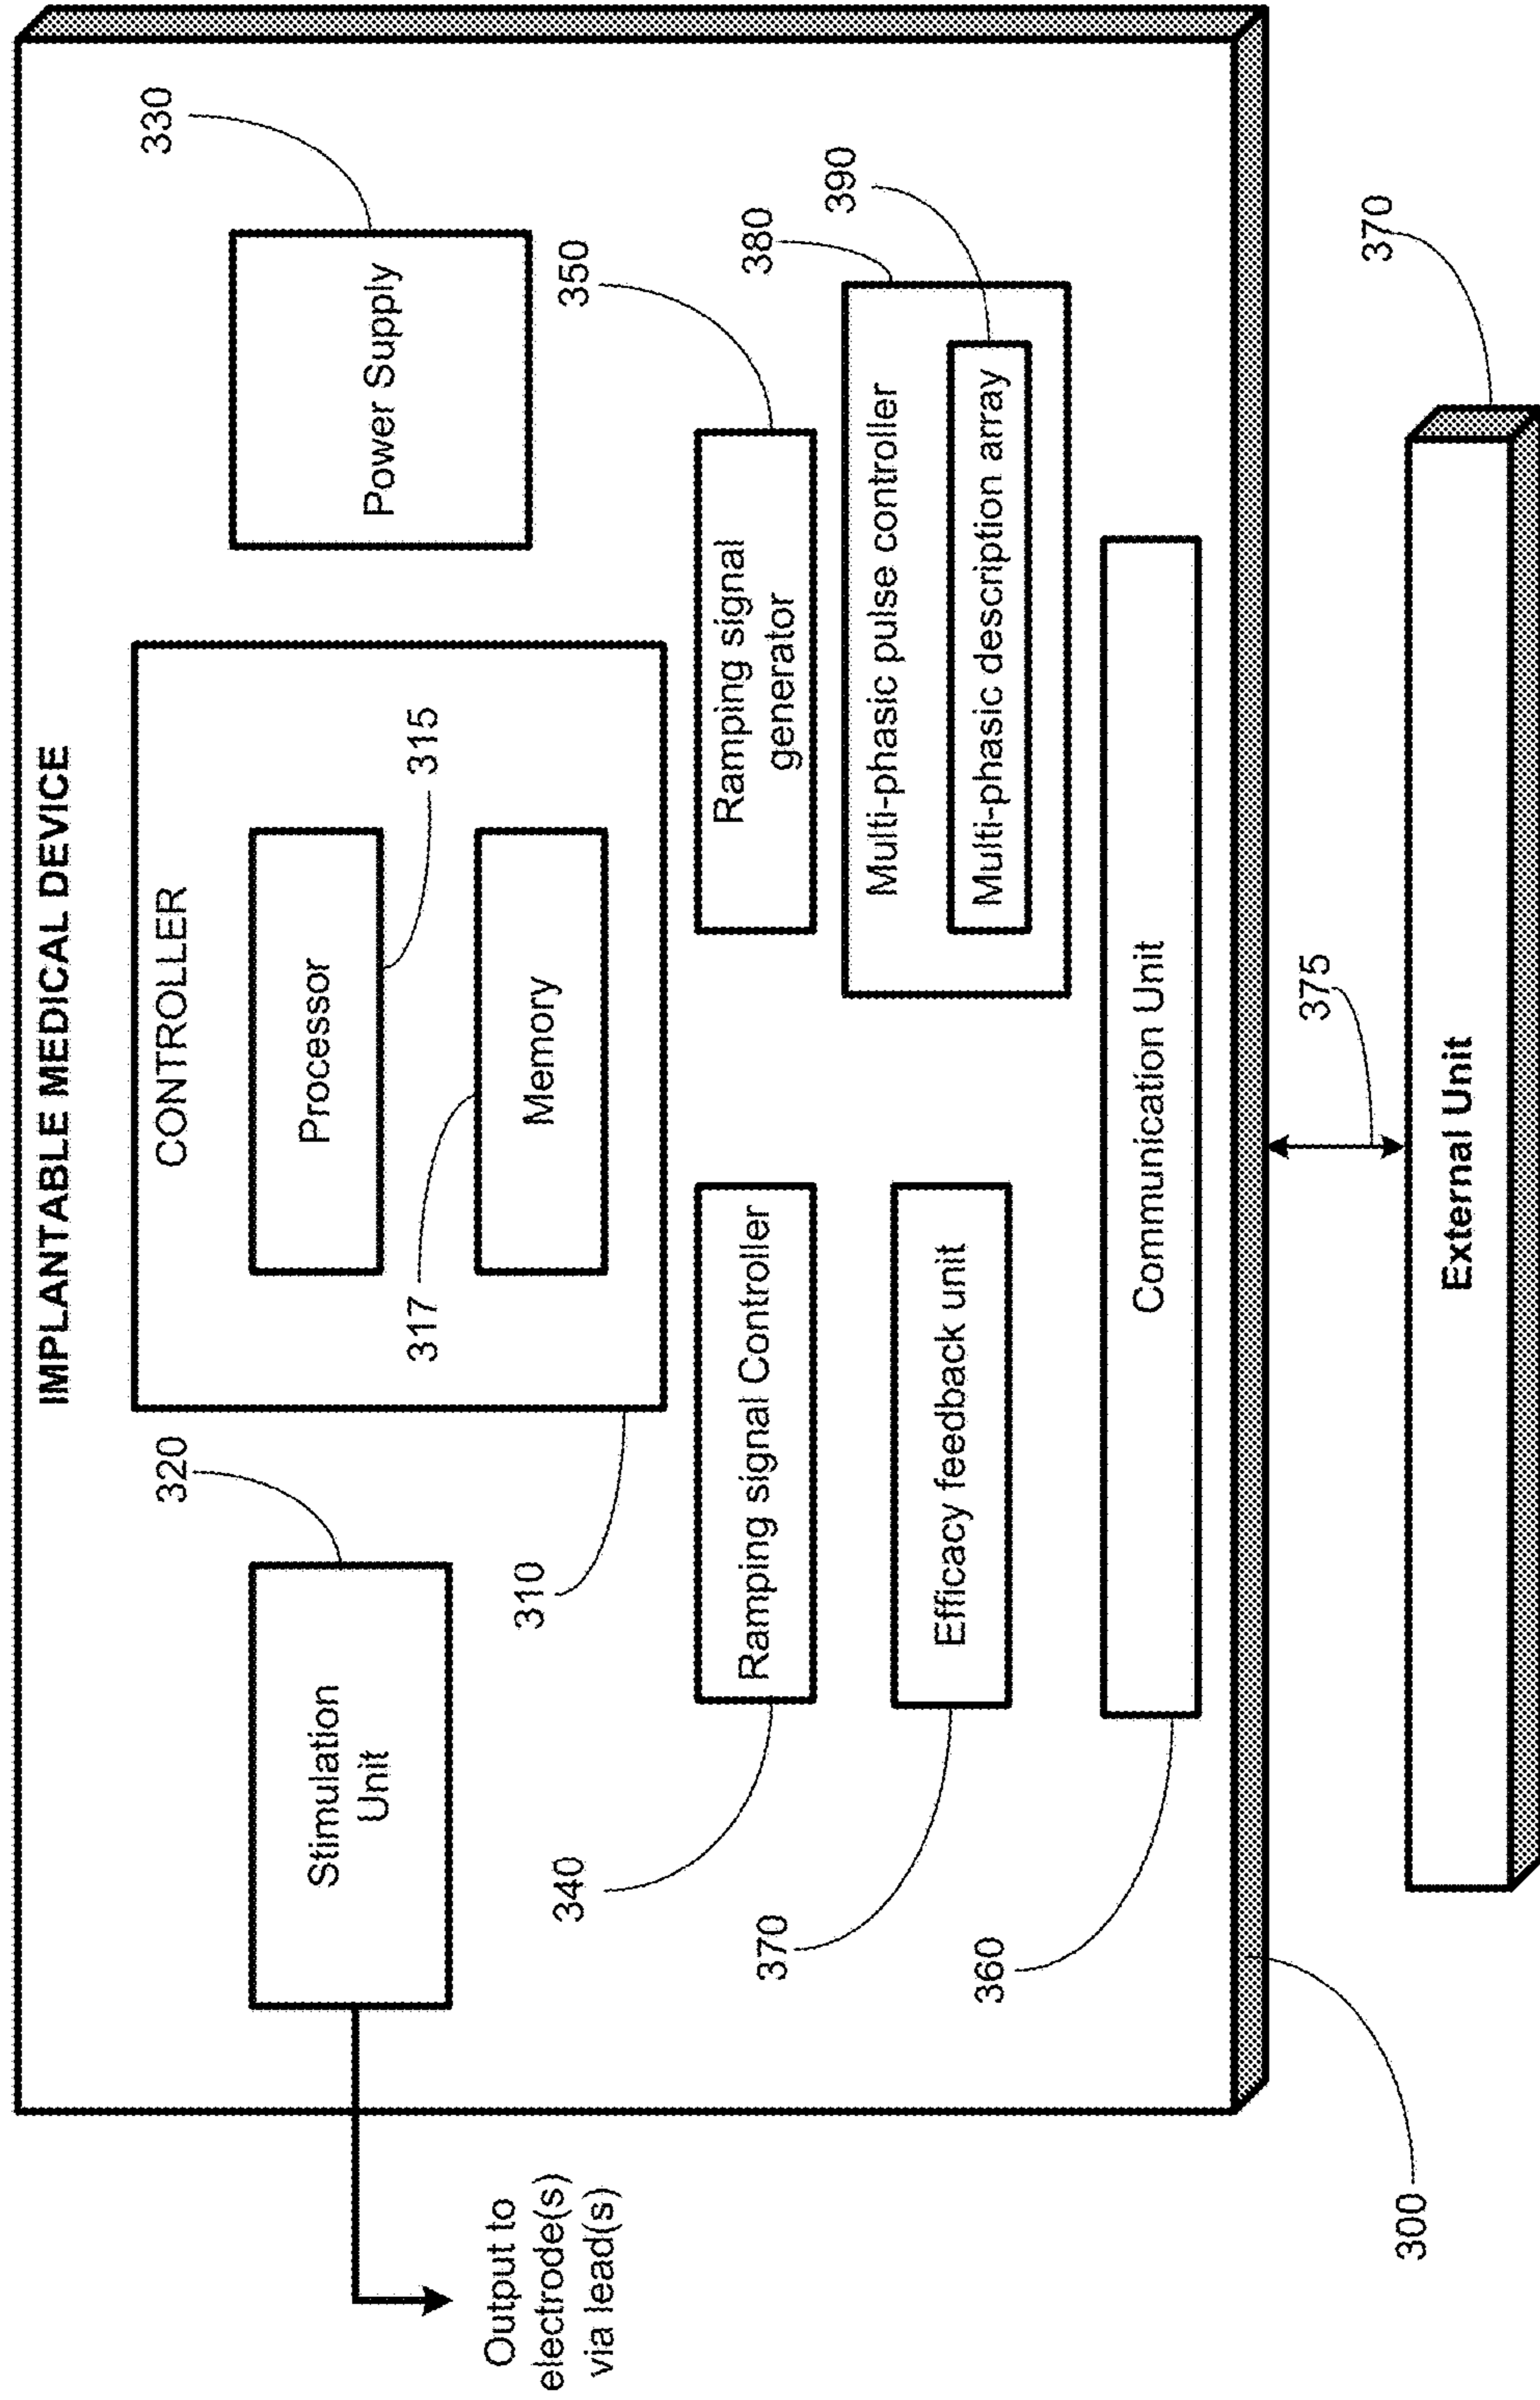 IMPLANTABLE MEDICAL DEVICE
320
Stimulation
Unit
CONTROLLER
Processor
315
317
Memory
310
330
Power Supply
Output to
electrode(s)
via lead(s)
340
Ramping signal Controller
350
Ramping signal
generator
370
Efficacy feedback unit
380
Multi-phasic pulse controller
390
Multi-phasic description array
360
Communication Unit
300
375
370
External Unit